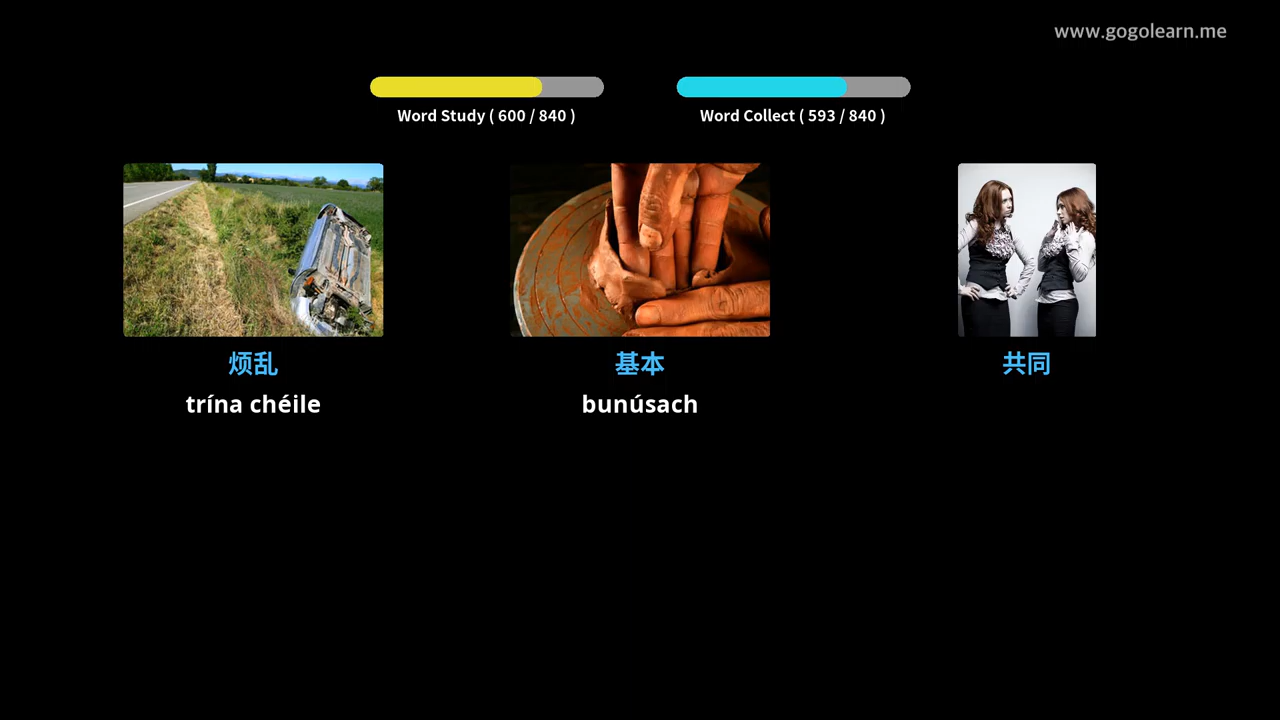 www.gogolearn.me
Word Study ( 600 / 840 )
Word Collect ( 593 / 840 )
烦乱
基本
共同
trína chéile
bunúsach